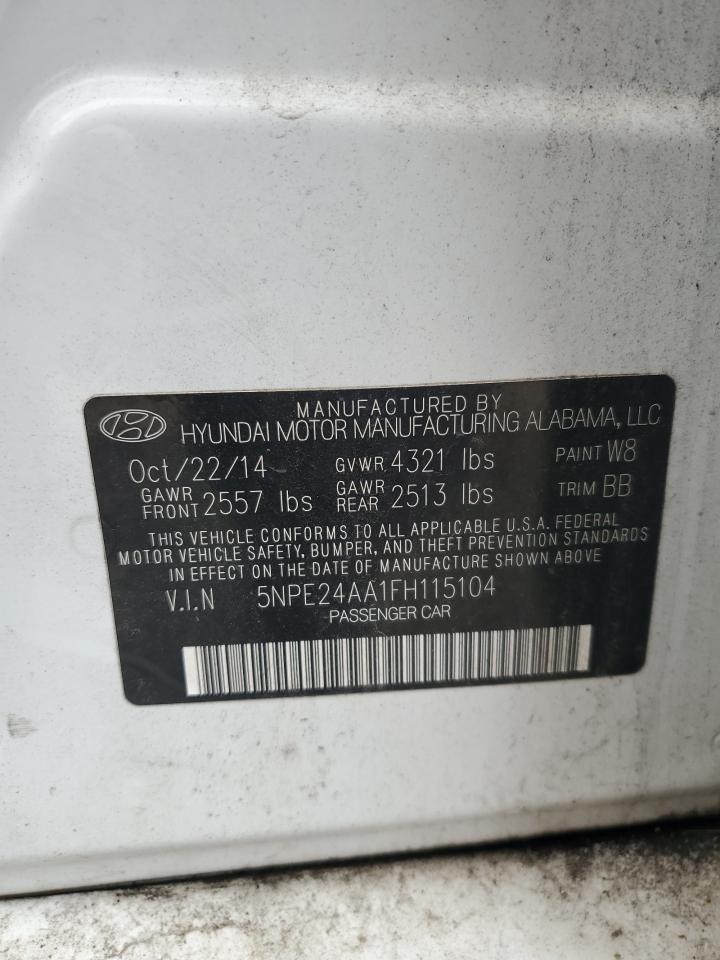 MANUFACTURED BY
HYUNDAI MOTOR MANUFACTURING ALABAMA, LLC
Oct/22/14 GVWR 4321 lbs PAINT W8
GAWR FRONT 2557 lbs GAWR REAR 2513 lbs TRIM BB
THIS VEHICLE CONFORMS TO ALL APPLICABLE U.S.A. FEDERAL
MOTOR VEHICLE SAFETY, BUMPER, AND THEFT PREVENTION STANDARDS
IN EFFECT ON THE DATE OF MANUFACTURE SHOWN ABOVE
V.I.N 5NPE24AA1FH115104
PASSENGER CAR